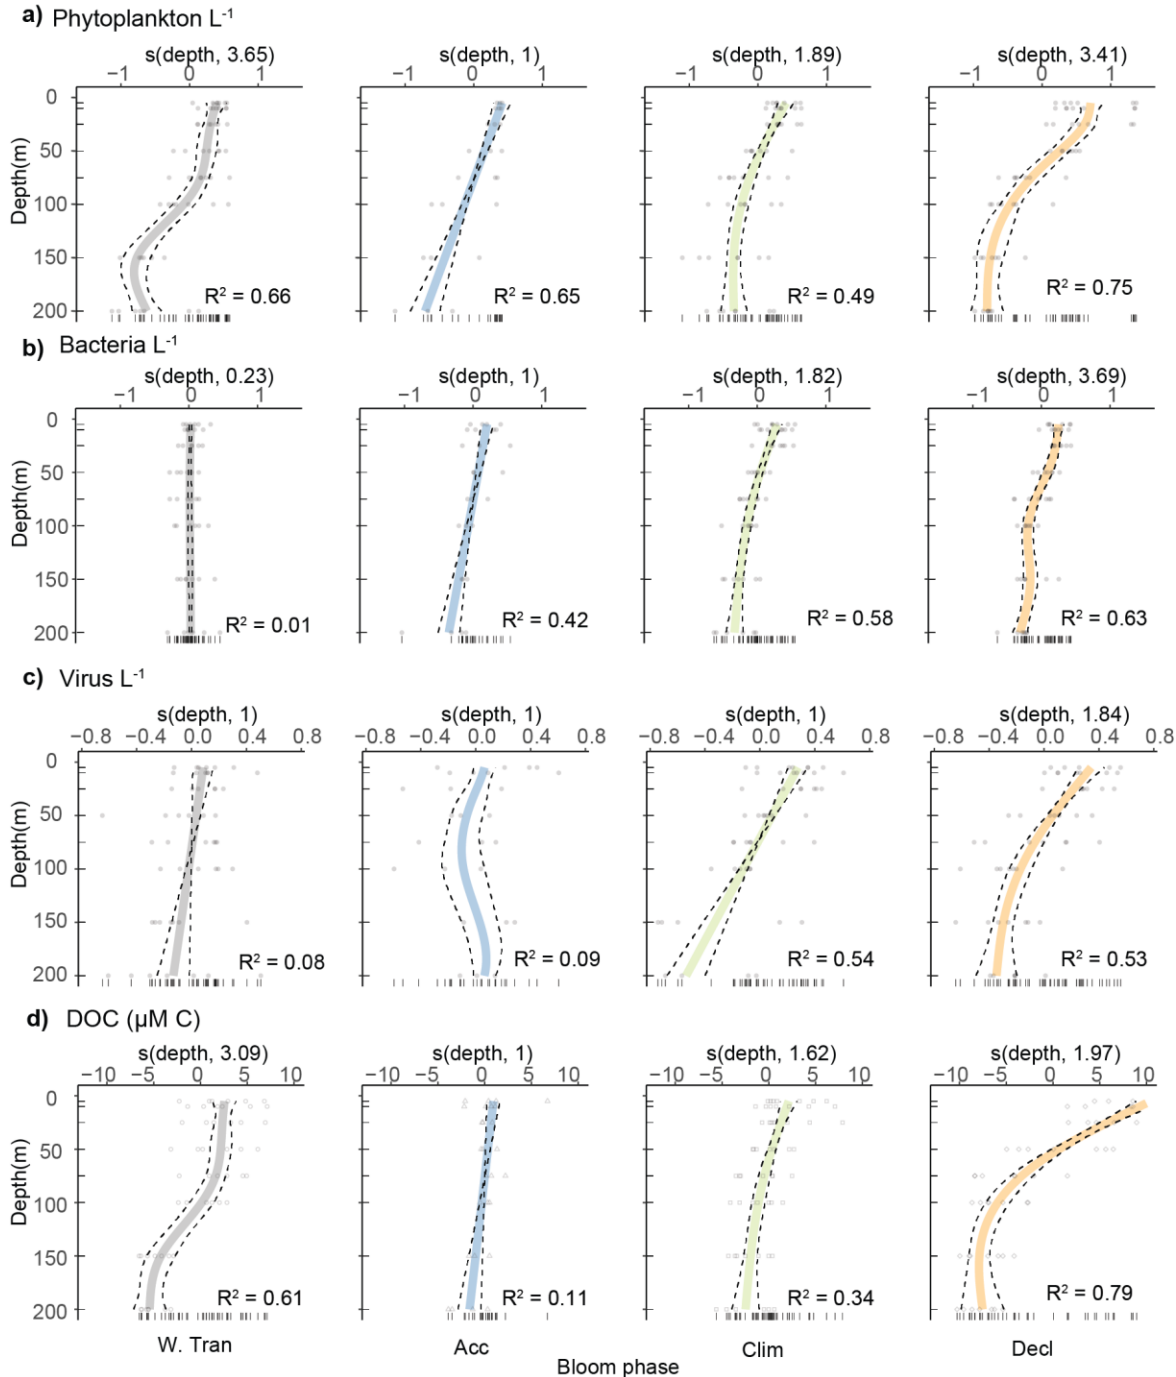 a) Phytoplankton L⁻¹
s(depth, 3.65) s(depth, 1) s(depth, 1.89) s(depth, 3.41)
−1 0 1 −1 0 1 −1 0 1 −1 0 1
Depth(m)
0
50
100
150
200
R² = 0.66 R² = 0.65 R² = 0.49 R² = 0.75
b) Bacteria L⁻¹
s(depth, 0.23) s(depth, 1) s(depth, 1.82) s(depth, 3.69)
−1 0 1 −1 0 1 −1 0 1 −1 0 1
Depth(m)
0
50
100
150
200
R² = 0.01 R² = 0.42 R² = 0.58 R² = 0.63
c) Virus L⁻¹
s(depth, 1) s(depth, 1) s(depth, 1) s(depth, 1.84)
−0.8 −0.4 0.0 0.4 0.8 −0.8 −0.4 0.0 0.4 0.8 −0.8 −0.4 0.0 0.4 0.8 −0.8 −0.4 0.0 0.4 0.8
Depth(m)
0
50
100
150
200
R² = 0.08 R² = 0.09 R² = 0.54 R² = 0.53
d) DOC (µM C)
s(depth, 3.09) s(depth, 1) s(depth, 1.62) s(depth, 1.97)
−10 −5 0 5 10 −10 −5 0 5 10 −10 −5 0 5 10 −10 −5 0 5 10
Depth(m)
0
50
100
150
200
R² = 0.61 R² = 0.11 R² = 0.34 R² = 0.79
W. Tran Acc Clim Decl
Bloom phase